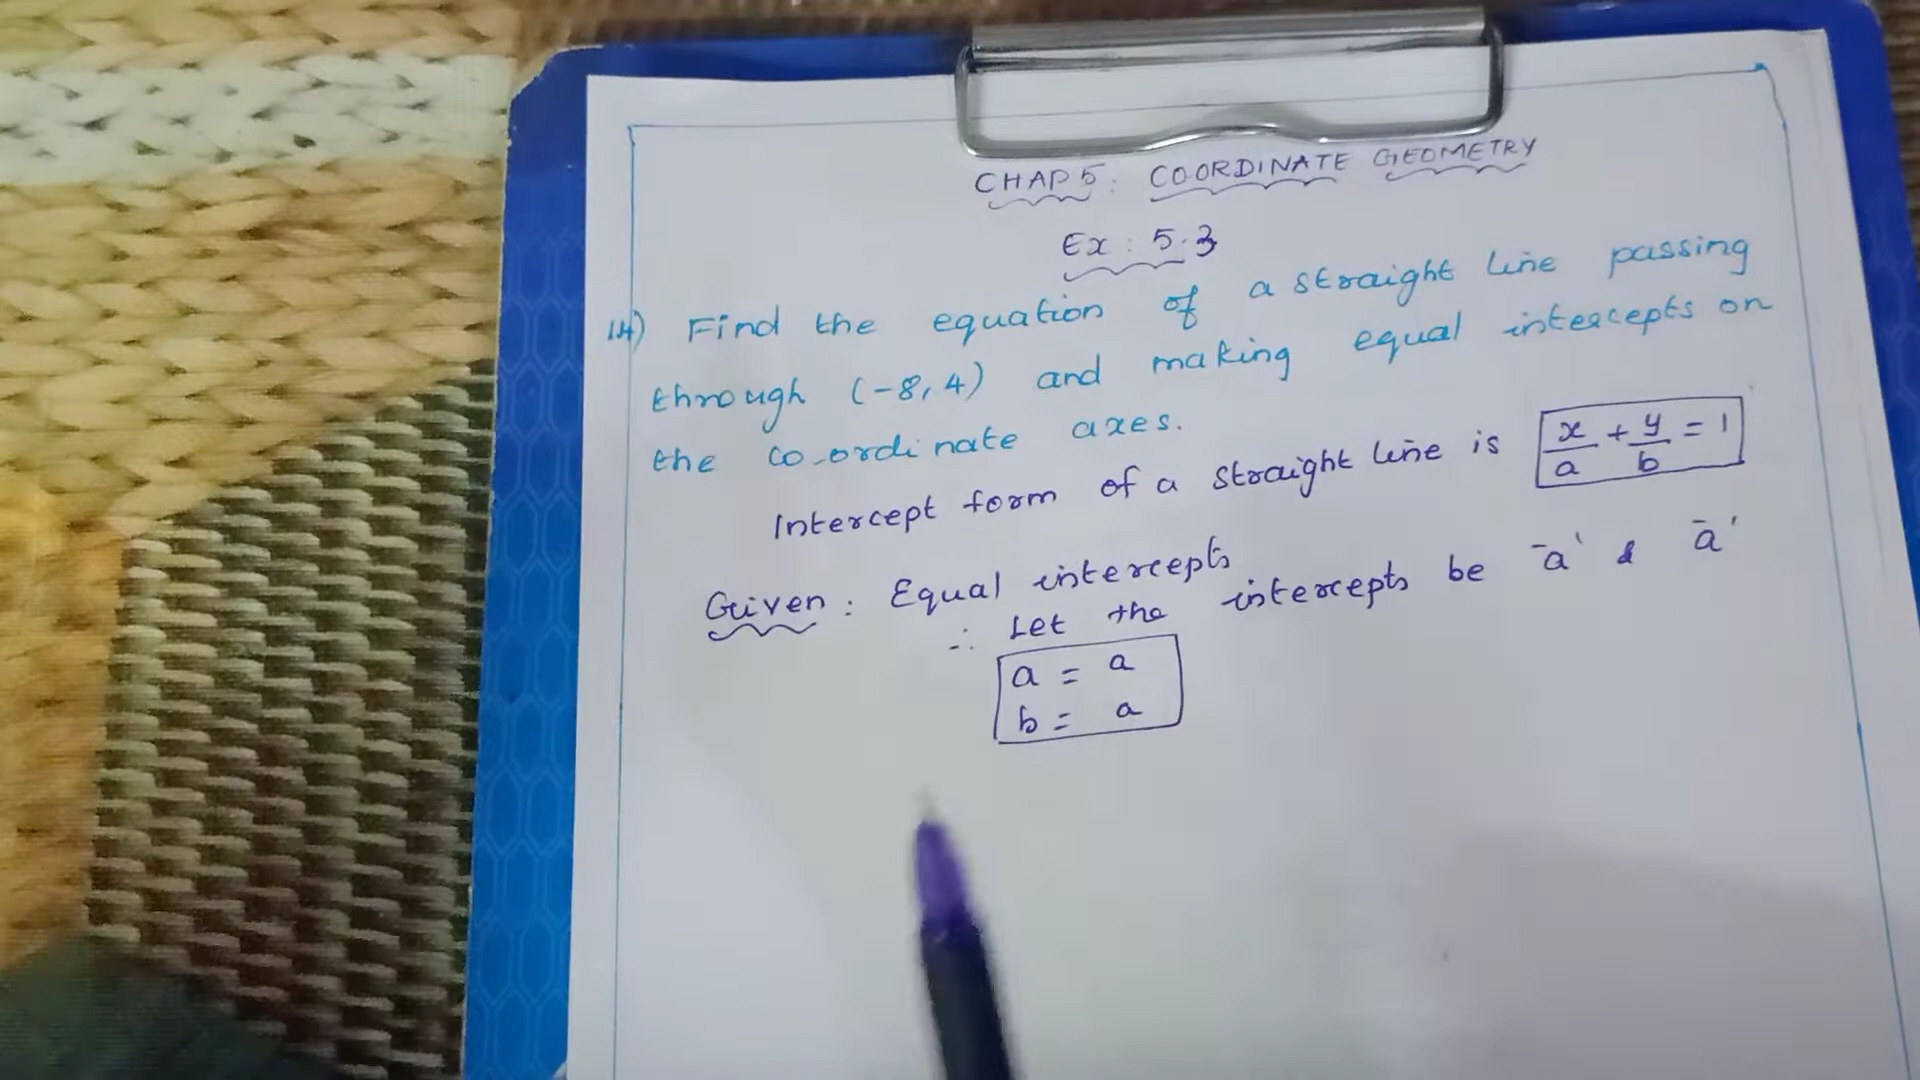 CHAP 5: COORDINATE GEOMETRY
Ex: 5.3
14) Find the equation of a straight line passing
through (-8, 4) and making equal intercepts on
the co-ordinate axes.
Intercept form of a straight line is x/a + y/b = 1
Given: Equal intercepts
∴ Let the intercepts be 'a' & 'a'
a = a
b = a